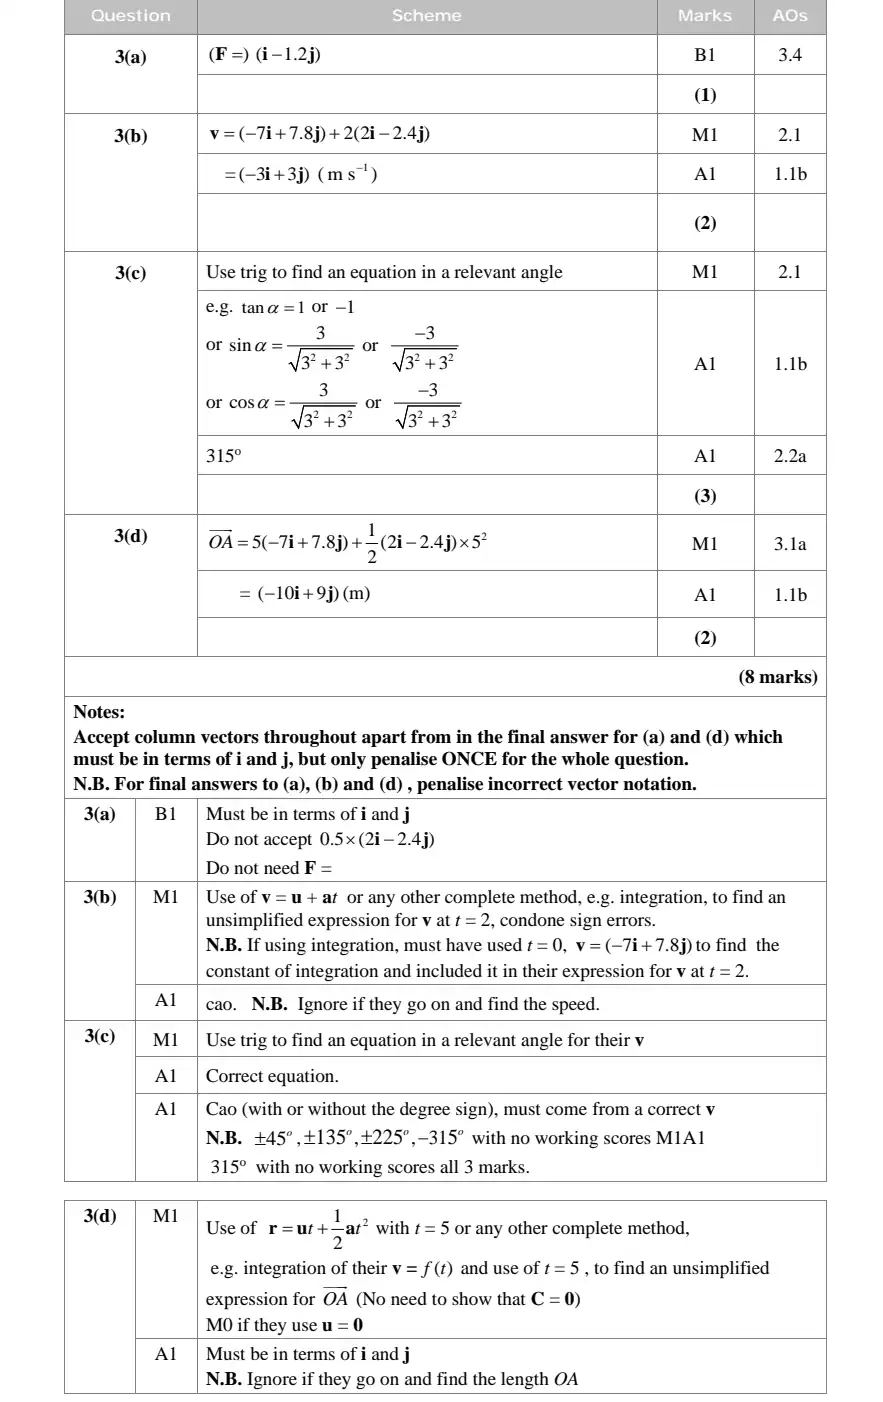 Question Scheme Marks AOs
3(a) (F =) (i − 1.2j) B1 3.4
(1)
3(b) v = (−7i + 7.8j) + 2(2i − 2.4j) M1 2.1
= (−3i + 3j) ( m s⁻¹ ) A1 1.1b
(2)
3(c) Use trig to find an equation in a relevant angle M1 2.1
e.g. tan α = 1 or −1
or sin α = 3/√(3² + 3²) or −3/√(3² + 3²)
or cos α = 3/√(3² + 3²) or −3/√(3² + 3²)
A1 1.1b
315º A1 2.2a
(3)
3(d) OA⃗ = 5(−7i + 7.8j) + 1/2(2i − 2.4j) × 5² M1 3.1a
= (−10i + 9j) (m) A1 1.1b
(2)
(8 marks)
Notes:
Accept column vectors throughout apart from in the final answer for (a) and (d) which
must be in terms of i and j, but only penalise ONCE for the whole question.
N.B. For final answers to (a), (b) and (d) , penalise incorrect vector notation.
3(a) B1 Must be in terms of i and j
Do not accept 0.5 × (2i − 2.4j)
Do not need F =
3(b) M1 Use of v = u + at or any other complete method, e.g. integration, to find an
unsimplified expression for v at t = 2, condone sign errors.
N.B. If using integration, must have used t = 0, v = (−7i + 7.8j) to find the
constant of integration and included it in their expression for v at t = 2.
A1 cao. N.B. Ignore if they go on and find the speed.
3(c) M1 Use trig to find an equation in a relevant angle for their v
A1 Correct equation.
A1 Cao (with or without the degree sign), must come from a correct v
N.B. ±45º , ±135º, ±225º, −315º with no working scores M1A1
315º with no working scores all 3 marks.
3(d) M1 Use of r = ut + 1/2 at² with t = 5 or any other complete method,
e.g. integration of their v = f (t) and use of t = 5 , to find an unsimplified
expression for OA⃗ (No need to show that C = 0)
M0 if they use u = 0
A1 Must be in terms of i and j
N.B. Ignore if they go on and find the length OA